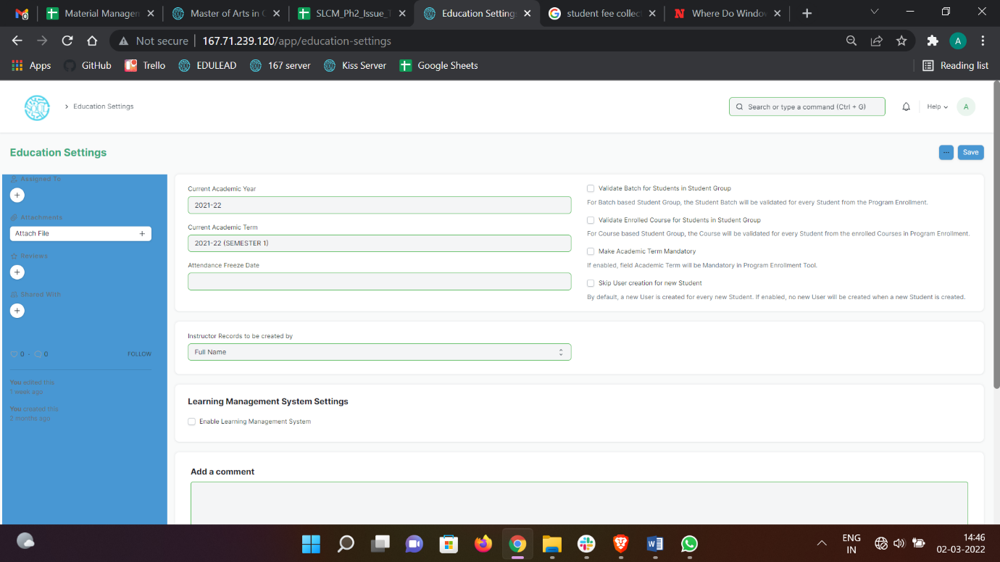 Material Managem
Master of Arts in C
SLCM_Ph2_Issue_T
Education Settings
student fee collec
Where Do Window
Not secure
167.71.239.120/app/education-settings
A
Apps
GitHub
Trello
EDULEAD
167 server
Kiss Server
Google Sheets
Reading list
Education Settings
Search or type a command (Ctrl + G)
Help
A
Education Settings
...
Save
Assigned To
Attachments
Attach File
Reviews
Shared With
0 · 0
FOLLOW
You edited this
1 week ago
You created this
2 months ago
Current Academic Year
2021-22
Current Academic Term
2021-22 (SEMESTER 1)
Attendance Freeze Date
Validate Batch for Students in Student Group
For Batch based Student Group, the Student Batch will be validated for every Student from the Program Enrollment.
Validate Enrolled Course for Students in Student Group
For Course based Student Group, the Course will be validated for every Student from the enrolled Courses in Program Enrollment.
Make Academic Term Mandatory
If enabled, field Academic Term will be Mandatory in Program Enrollment Tool.
Skip User creation for new Student
By default, a new User is created for every new Student. If enabled, no new User will be created when a new Student is created.
Instructor Records to be created by
Full Name
Learning Management System Settings
Enable Learning Management System
Add a comment
ENG
IN
14:46
02-03-2022